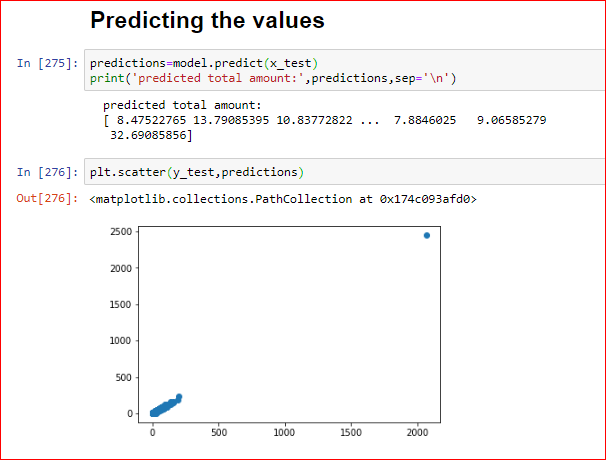 Predicting the values
In [275]: predictions=model.predict(x_test)
print('predicted total amount:',predictions,sep='\n')
predicted total amount:
[ 8.47522765 13.79085395 10.83772822 ...  7.8846025   9.06585279
 32.69085856]
In [276]: plt.scatter(y_test,predictions)
Out[276]: <matplotlib.collections.PathCollection at 0x174c093afd0>
2500
2000
1500
1000
500
0
0 500 1000 1500 2000